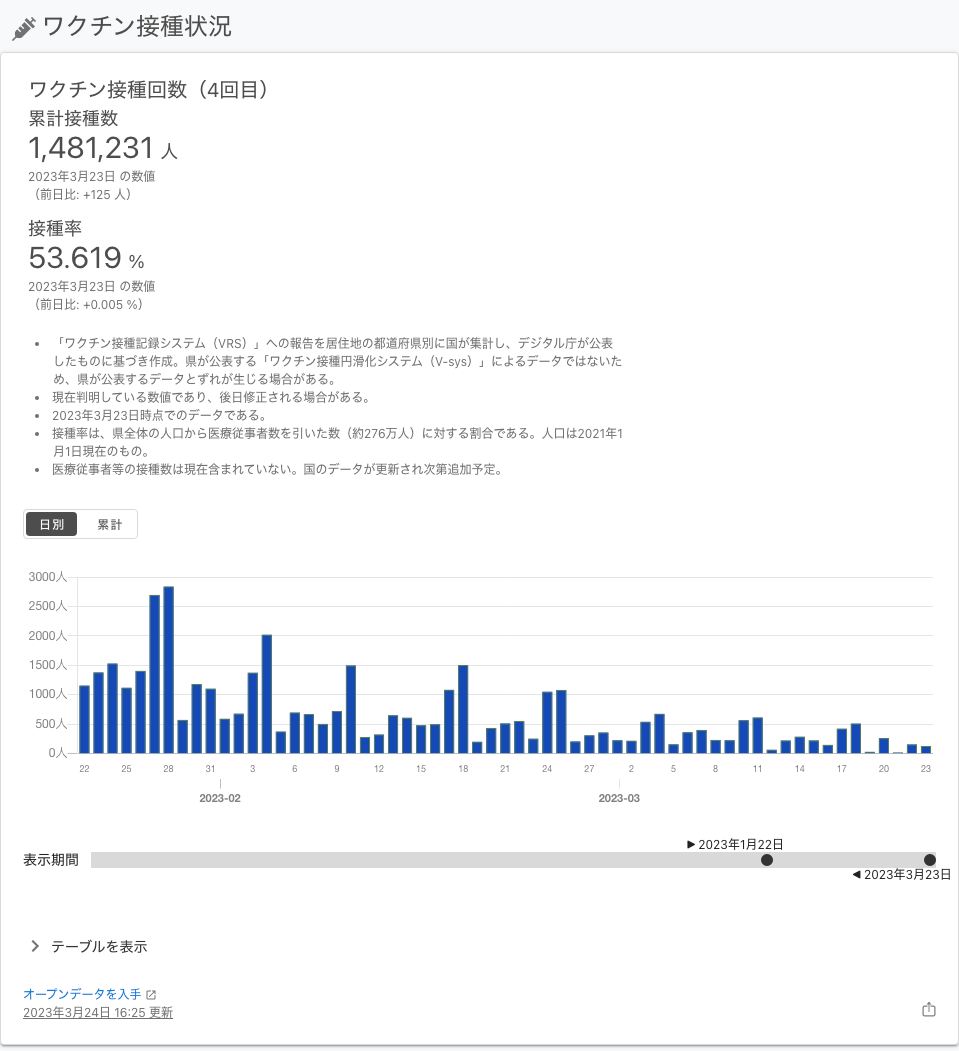 ワクチン接種状況
ワクチン接種回数（4回目）
累計接種数
1,481,231 人
2023年3月23日 の数値
（前日比: +125 人）
接種率
53.619 %
2023年3月23日 の数値
（前日比: +0.005 %）
• 「ワクチン接種記録システム（VRS）」への報告を居住地の都道府県別に国が集計し、デジタル庁が公表
したものに基づき作成。県が公表する「ワクチン接種円滑化システム（V-sys）」によるデータではないた
め、県が公表するデータとずれが生じる場合がある。
• 現在判明している数値であり、後日修正される場合がある。
• 2023年3月23日時点でのデータである。
• 接種率は、県全体の人口から医療従事者数を引いた数（約276万人）に対する割合である。人口は2021年1
月1日現在のもの。
• 医療従事者等の接種数は現在含まれていない。国のデータが更新され次第追加予定。
日別 累計
3000人
2500人
2000人
1500人
1000人
500人
0人
22 25 28 31 3 6 9 12 15 18 21 24 27 2 5 8 11 14 17 20 23
2023-02 2023-03
▶ 2023年1月22日
表示期間
◀ 2023年3月23日
テーブルを表示
オープンデータを入手
2023年3月24日 16:25 更新